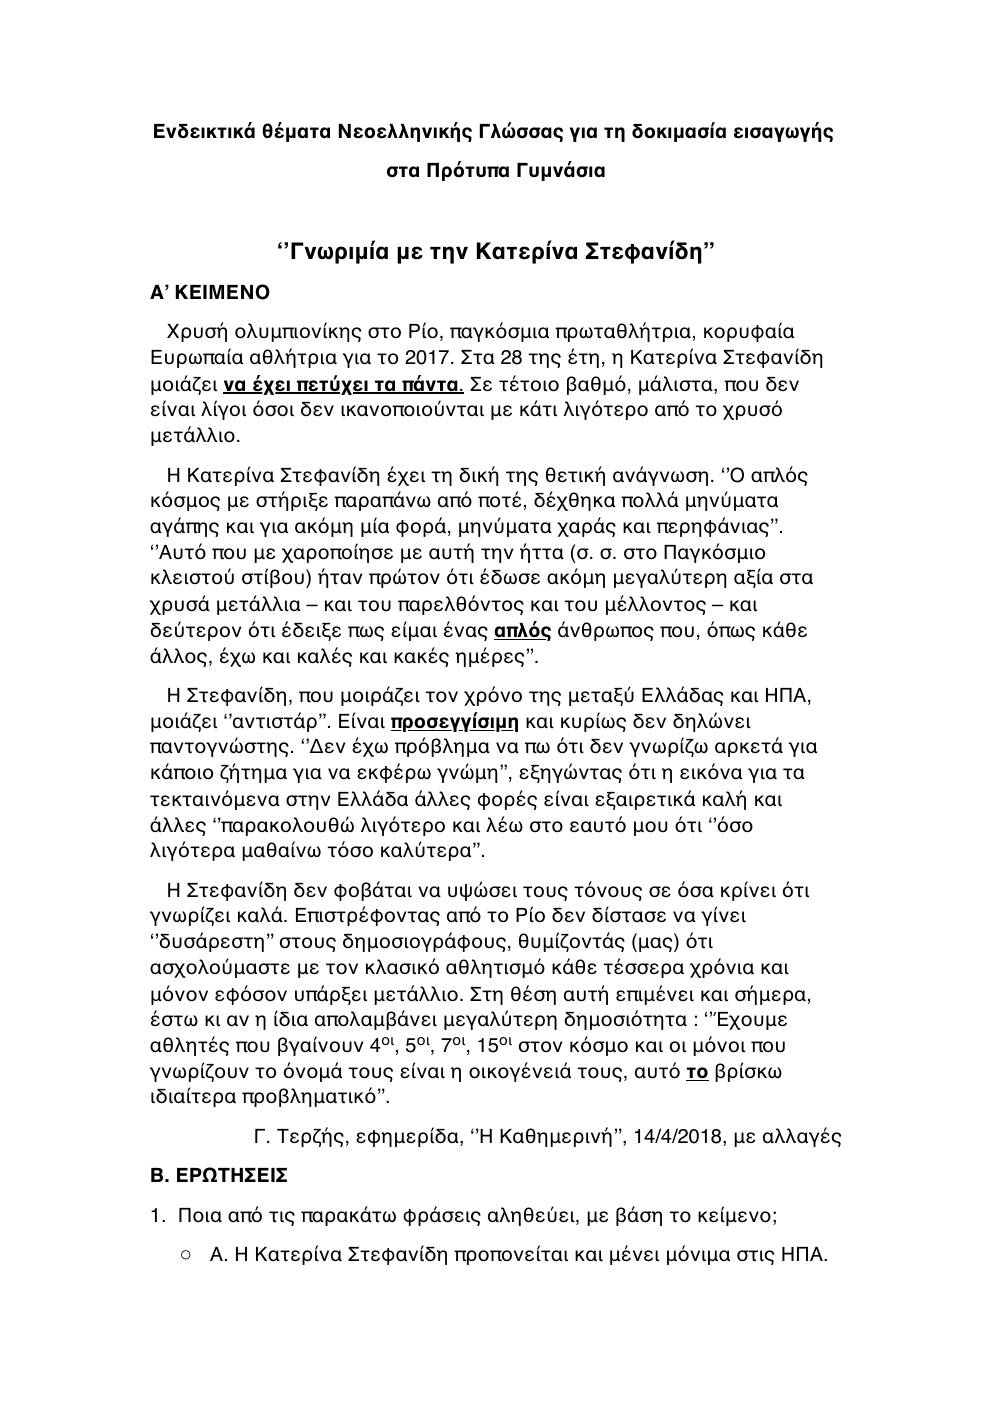 Ενδεικτικά θέματα Νεοελληνικής Γλώσσας για τη δοκιμασία εισαγωγής
στα Πρότυπα Γυμνάσια
‘’Γνωριμία με την Κατερίνα Στεφανίδη’’
Α’ ΚΕΙΜΕΝΟ
Χρυσή ολυμπιονίκης στο Ρίο, παγκόσμια πρωταθλήτρια, κορυφαία
Ευρωπαία αθλήτρια για το 2017. Στα 28 της έτη, η Κατερίνα Στεφανίδη
μοιάζει να έχει πετύχει τα πάντα. Σε τέτοιο βαθμό, μάλιστα, που δεν
είναι λίγοι όσοι δεν ικανοποιούνται με κάτι λιγότερο από το χρυσό
μετάλλιο.
Η Κατερίνα Στεφανίδη έχει τη δική της θετική ανάγνωση. ‘’Ο απλός
κόσμος με στήριξε παραπάνω από ποτέ, δέχθηκα πολλά μηνύματα
αγάπης και για ακόμη μία φορά, μηνύματα χαράς και περηφάνιας’’.
‘’Αυτό που με χαροποίησε με αυτή την ήττα (σ. σ. στο Παγκόσμιο
κλειστού στίβου) ήταν πρώτον ότι έδωσε ακόμη μεγαλύτερη αξία στα
χρυσά μετάλλια – και του παρελθόντος και του μέλλοντος – και
δεύτερον ότι έδειξε πως είμαι ένας απλός άνθρωπος που, όπως κάθε
άλλος, έχω και καλές και κακές ημέρες’’.
Η Στεφανίδη, που μοιράζει τον χρόνο της μεταξύ Ελλάδας και ΗΠΑ,
μοιάζει ‘’αντιστάρ’’. Είναι προσεγγίσιμη και κυρίως δεν δηλώνει
παντογνώστης. ‘’Δεν έχω πρόβλημα να πω ότι δεν γνωρίζω αρκετά για
κάποιο ζήτημα για να εκφέρω γνώμη’’, εξηγώντας ότι η εικόνα για τα
τεκταινόμενα στην Ελλάδα άλλες φορές είναι εξαιρετικά καλή και
άλλες ‘’παρακολουθώ λιγότερο και λέω στο εαυτό μου ότι ‘’όσο
λιγότερα μαθαίνω τόσο καλύτερα’’.
Η Στεφανίδη δεν φοβάται να υψώσει τους τόνους σε όσα κρίνει ότι
γνωρίζει καλά. Επιστρέφοντας από το Ρίο δεν δίστασε να γίνει
‘’δυσάρεστη’’ στους δημοσιογράφους, θυμίζοντάς (μας) ότι
ασχολούμαστε με τον κλασικό αθλητισμό κάθε τέσσερα χρόνια και
μόνον εφόσον υπάρξει μετάλλιο. Στη θέση αυτή επιμένει και σήμερα,
έστω κι αν η ίδια απολαμβάνει μεγαλύτερη δημοσιότητα : ‘’Έχουμε
αθλητές που βγαίνουν 4οι, 5οι, 7οι, 15οι στον κόσμο και οι μόνοι που
γνωρίζουν το όνομά τους είναι η οικογένειά τους, αυτό το βρίσκω
ιδιαίτερα προβληματικό’’.
Γ. Τερζής, εφημερίδα, ‘’Η Καθημερινή’’, 14/4/2018, με αλλαγές
Β. ΕΡΩΤΗΣΕΙΣ
1. Ποια από τις παρακάτω φράσεις αληθεύει, με βάση το κείμενο;
○ Α. Η Κατερίνα Στεφανίδη προπονείται και μένει μόνιμα στις ΗΠΑ.